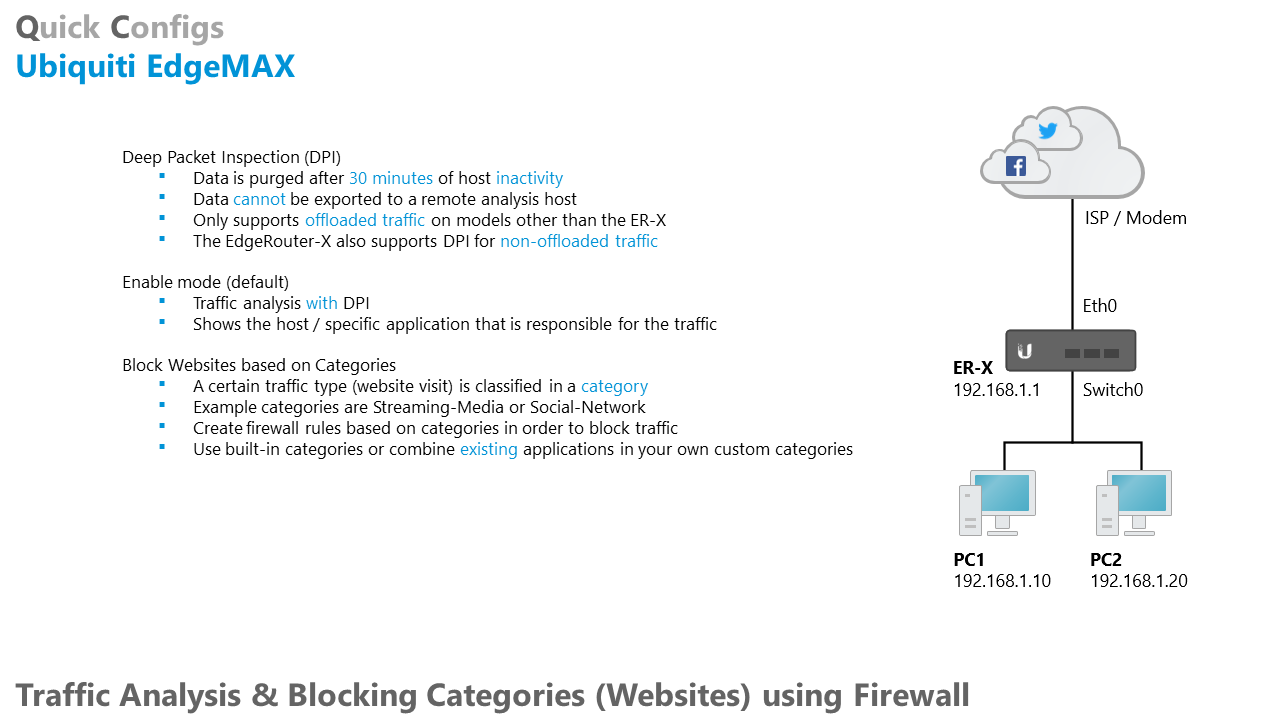 Quick Configs
Ubiquiti EdgeMAX
Deep Packet Inspection (DPI)
Data is purged after 30 minutes of host inactivity
Data cannot be exported to a remote analysis host
Only supports offloaded traffic on models other than the ER-X
The EdgeRouter-X also supports DPI for non-offloaded traffic
Enable mode (default)
Traffic analysis with DPI
Shows the host / specific application that is responsible for the traffic
Block Websites based on Categories
A certain traffic type (website visit) is classified in a category
Example categories are Streaming-Media or Social-Network
Create firewall rules based on categories in order to block traffic
Use built-in categories or combine existing applications in your own custom categories
ISP / Modem
Eth0
ER-X
192.168.1.1
Switch0
PC1
192.168.1.10
PC2
192.168.1.20
Traffic Analysis & Blocking Categories (Websites) using Firewall